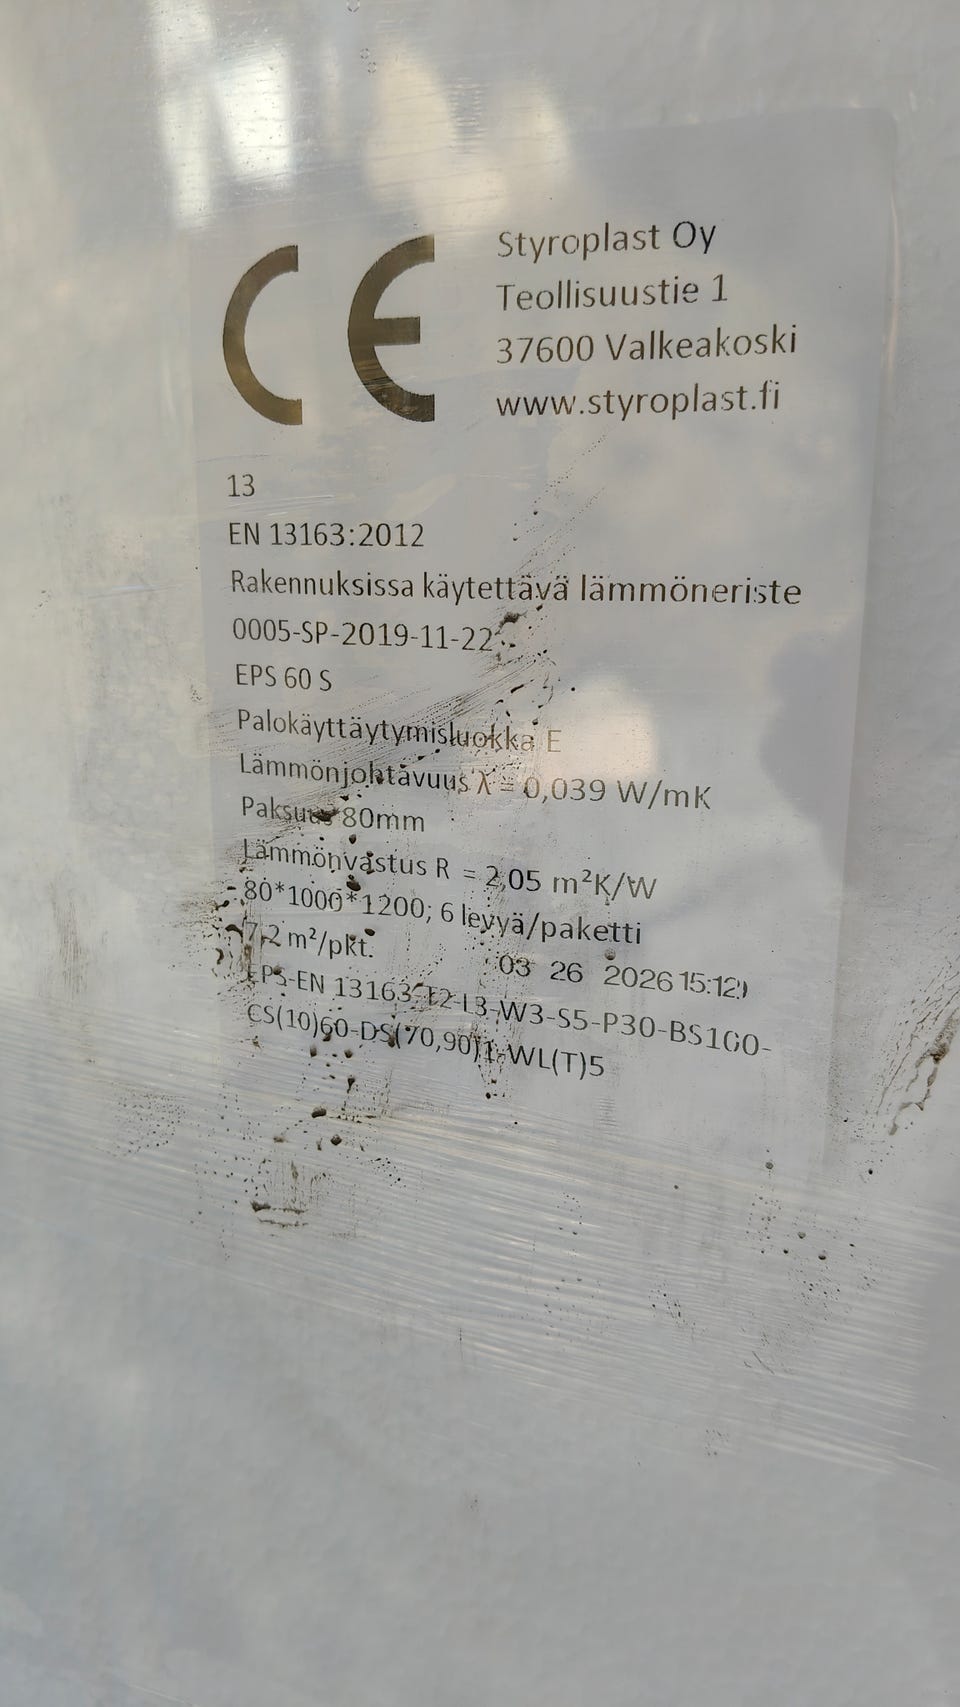 CE
Styroplast Oy
Teollisuustie 1
37600 Valkeakoski
www.styroplast.fi
13
EN 13163:2012
Rakennuksissa käytettävä lämmöneriste
0005-SP-2019-11-22
EPS 60 S
Palokäyttäytymisluokka E
Lämmönjohtavuus λ = 0,039 W/mK
Paksuus 80mm
Lämmönvastus R = 2,05 m²K/W
80*1000*1200; 6 levyä/paketti
7,2 m²/pkt.
03 26 2026 15:12
EPS-EN 13163-T2-L3-W3-S5-P30-BS100-
CS(10)60-DS(70,90)1-WL(T)5